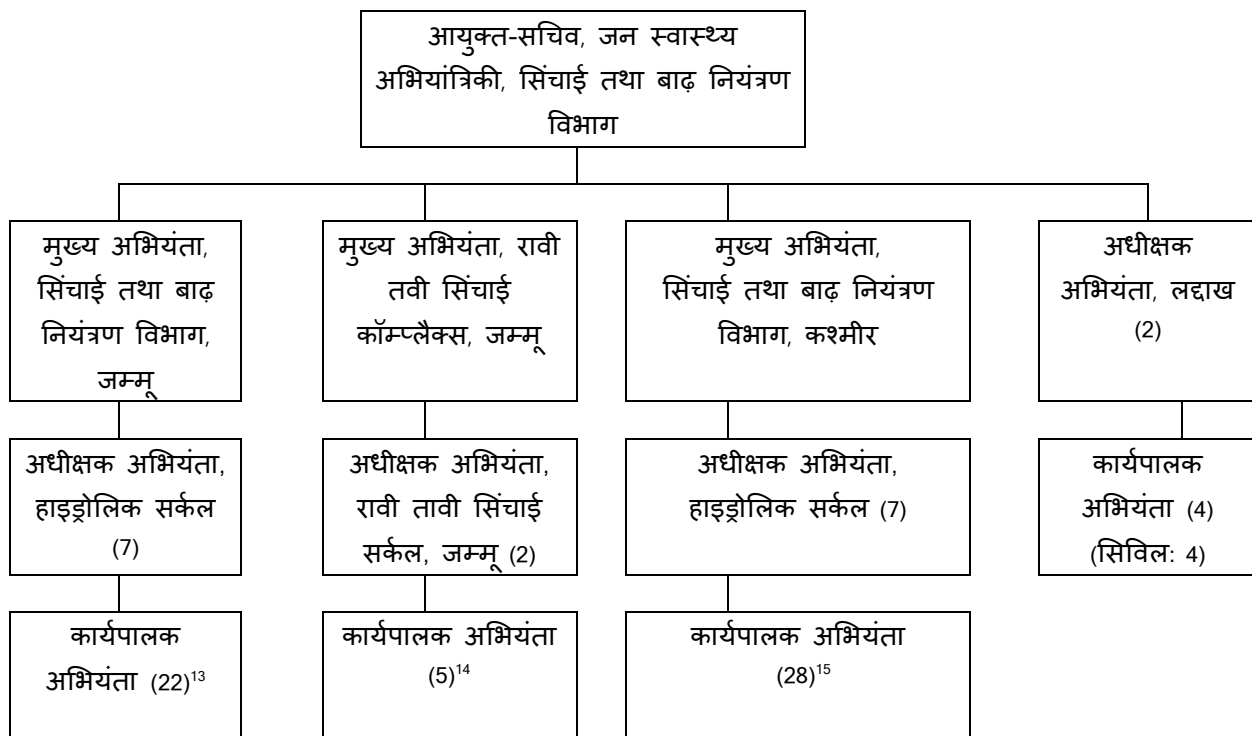 आयुक्त-सचिव, जन स्वास्थ्य
अभियांत्रिकी, सिंचाई तथा बाढ़ नियंत्रण
विभाग
मुख्य अभियंता,
सिंचाई तथा बाढ़
नियंत्रण विभाग,
जम्मू
मुख्य अभियंता, रावी
तवी सिंचाई
कॉम्प्लैक्स, जम्मू
मुख्य अभियंता,
सिंचाई तथा बाढ़ नियंत्रण
विभाग, कश्मीर
अधीक्षक
अभियंता, लद्दाख
(2)
अधीक्षक अभियंता,
हाइड्रोलिक सर्कल
(7)
अधीक्षक अभियंता,
रावी तावी सिंचाई
सर्कल, जम्मू (2)
अधीक्षक अभियंता,
हाइड्रोलिक सर्कल (7)
कार्यपालक
अभियंता (4)
(सिविल: 4)
कार्यपालक
अभियंता (22)¹³
कार्यपालक अभियंता
(5)¹⁴
कार्यपालक अभियंता
(28)¹⁵